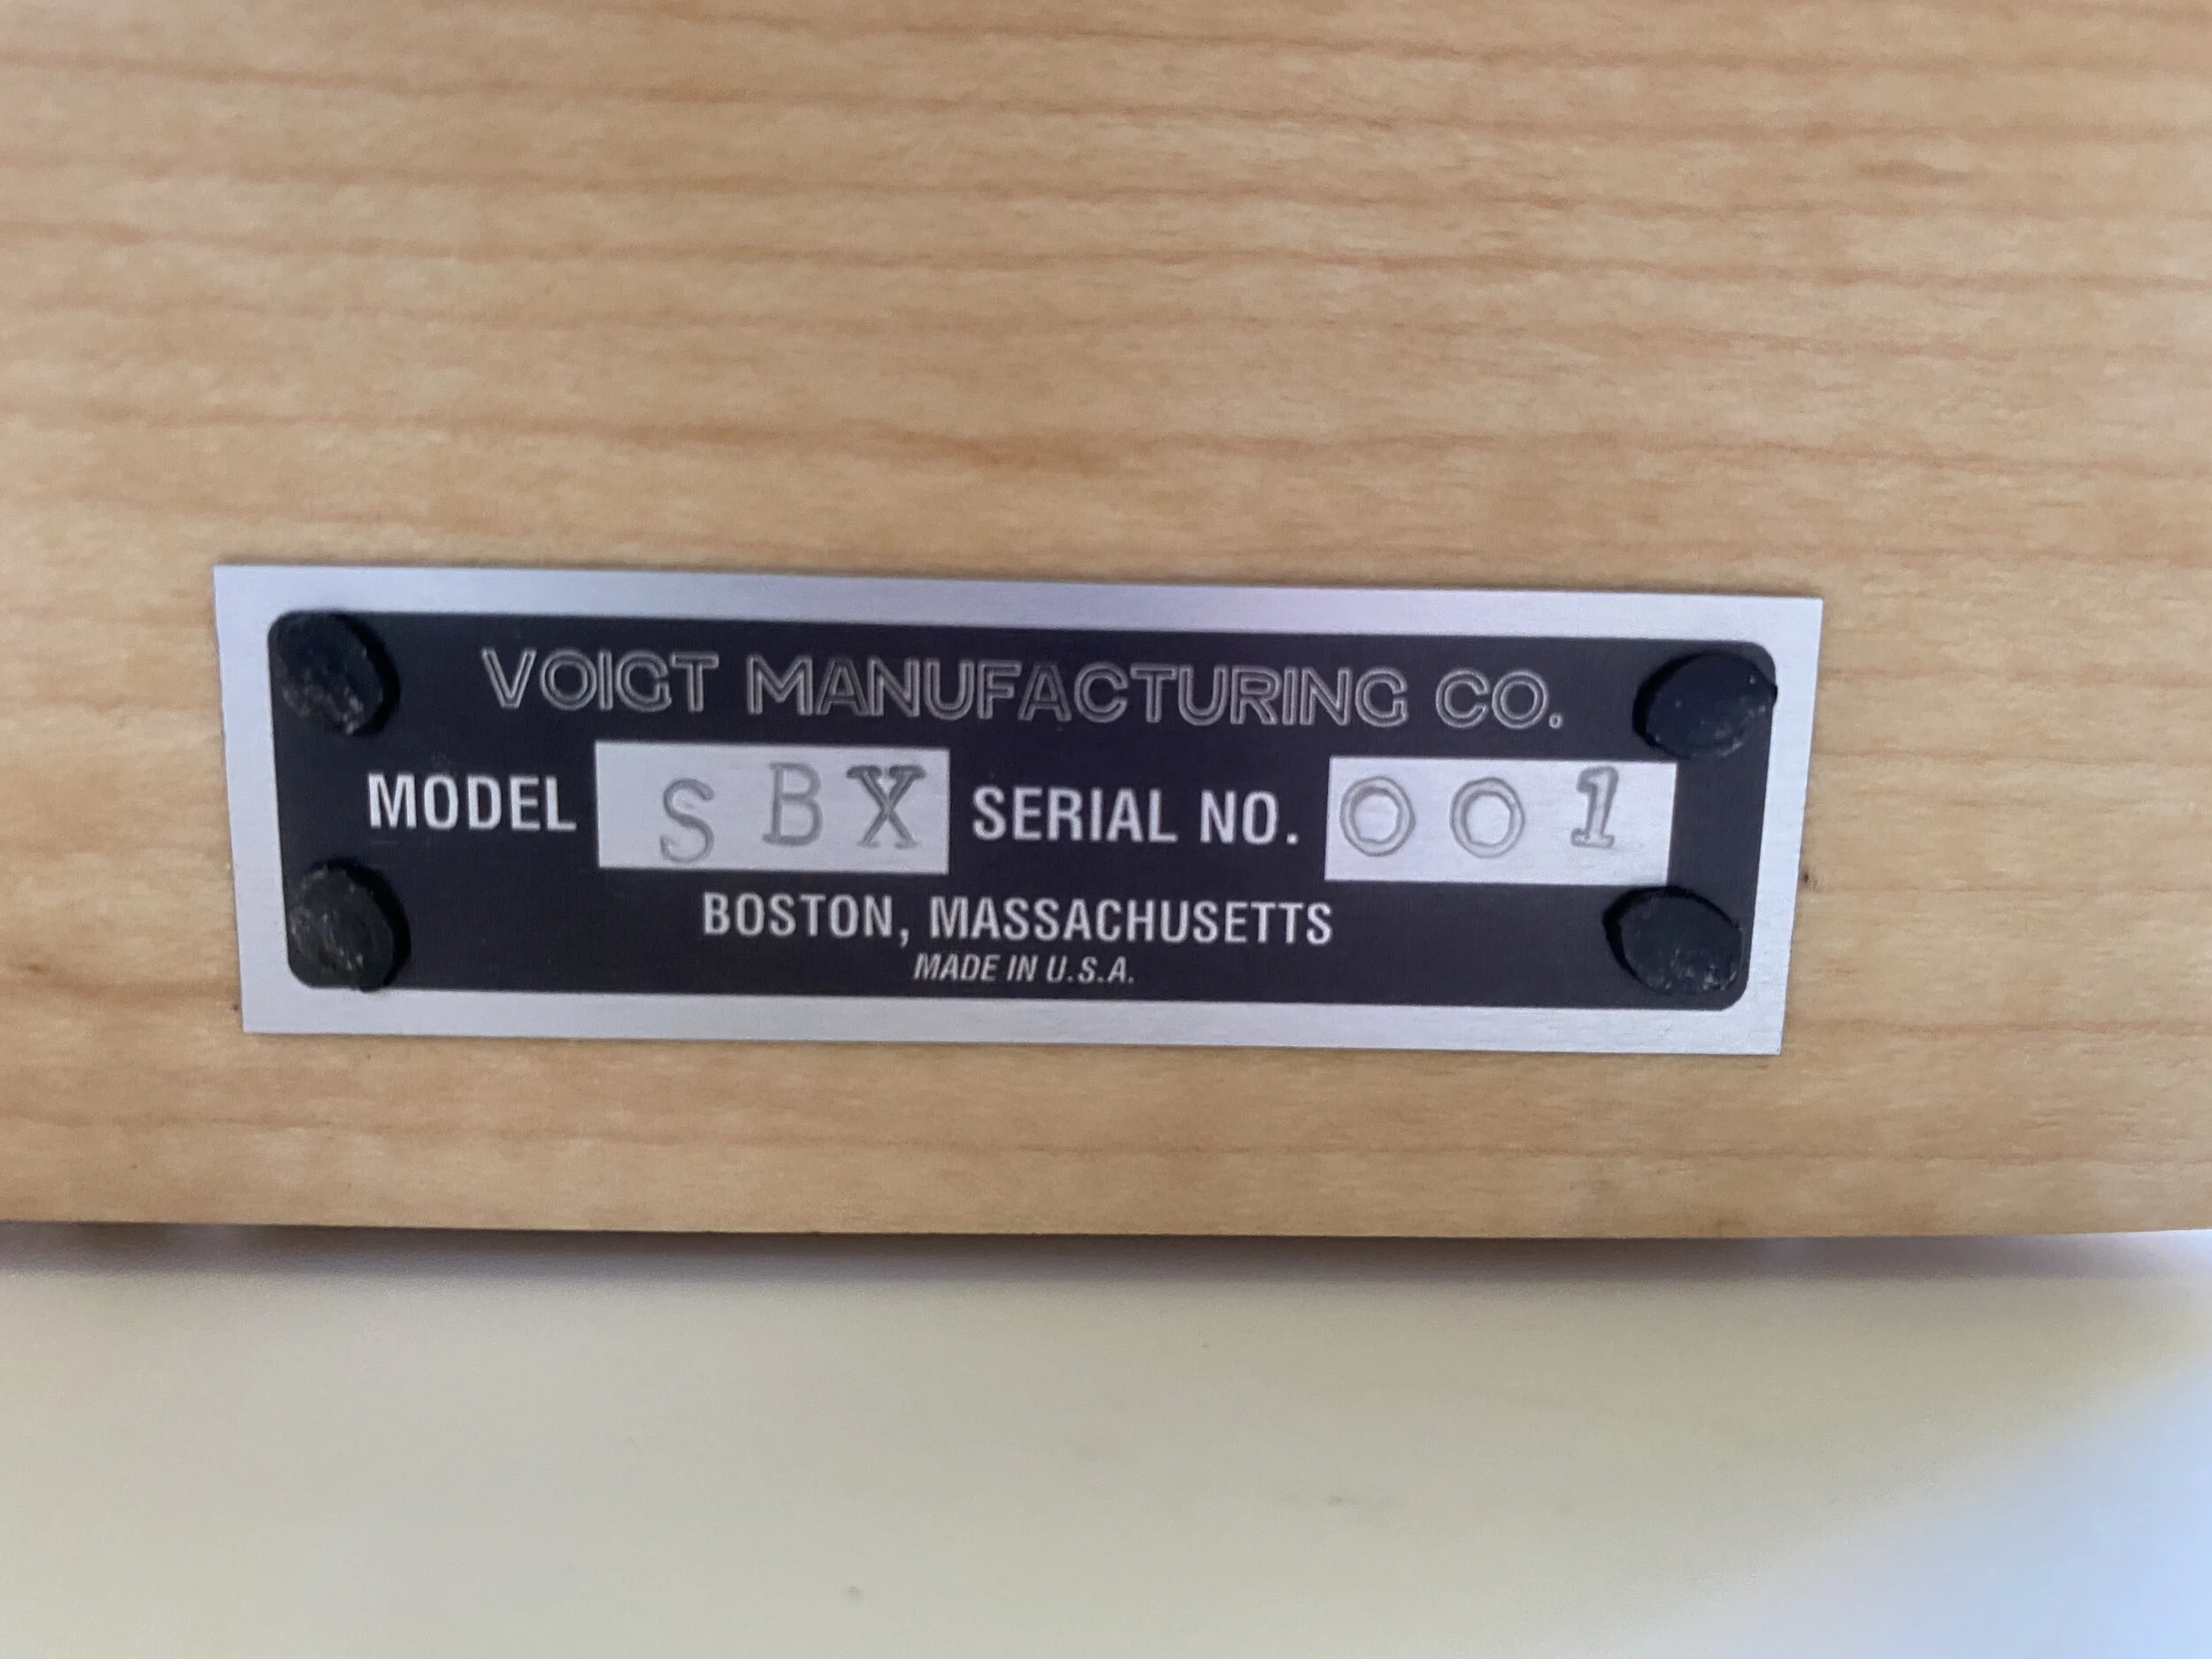 VOIGT MANUFACTURING CO.
MODEL SBX SERIAL NO. 001
BOSTON, MASSACHUSETTS
MADE IN U.S.A.